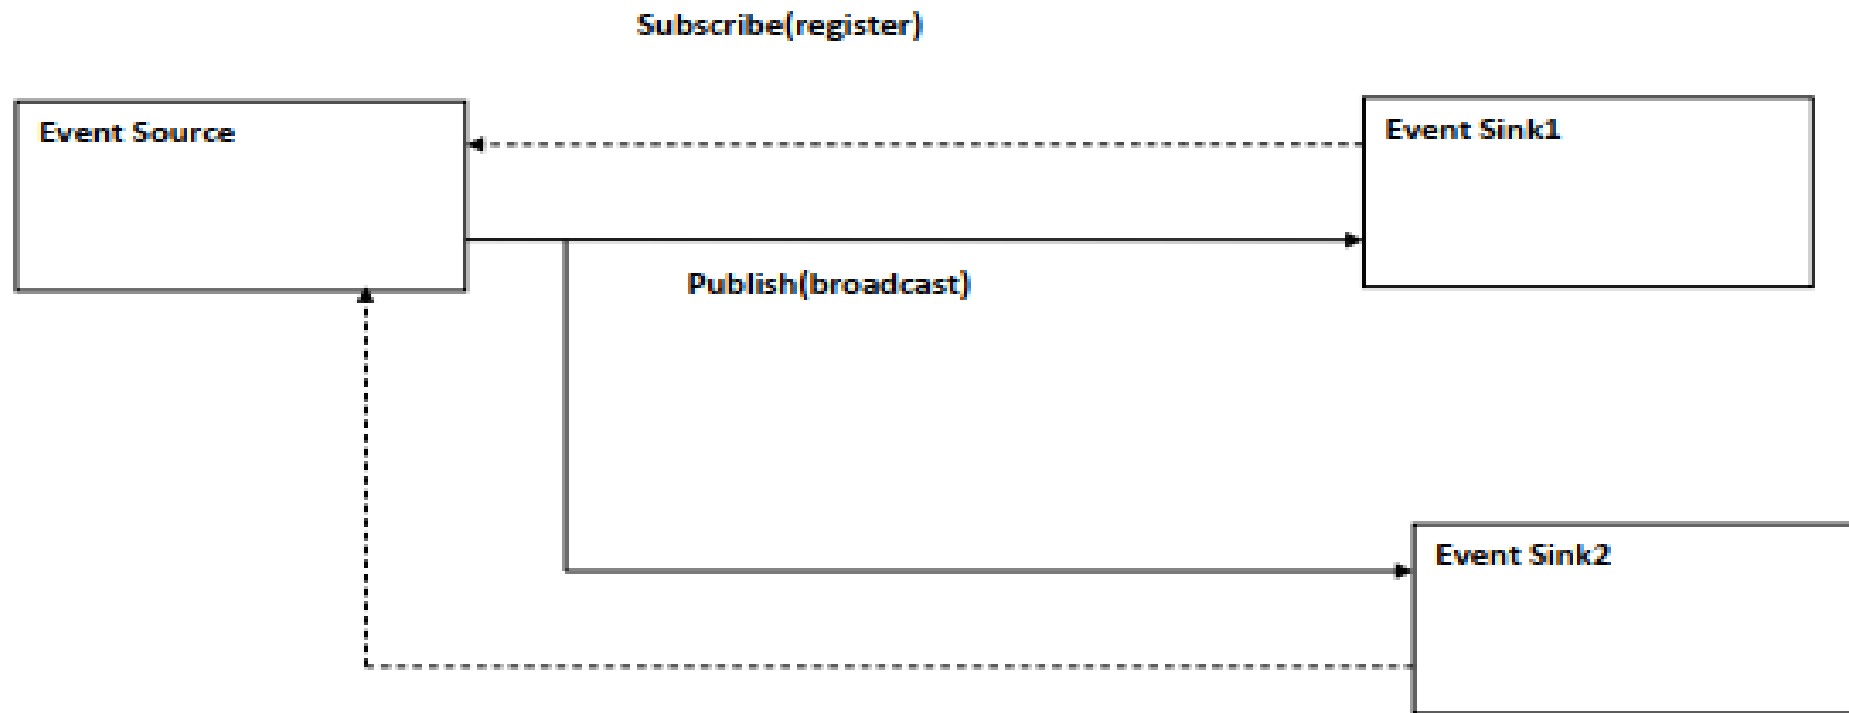 Subscribe(register)
Event Source
Event Sink1
Publish(broadcast)
Event Sink2